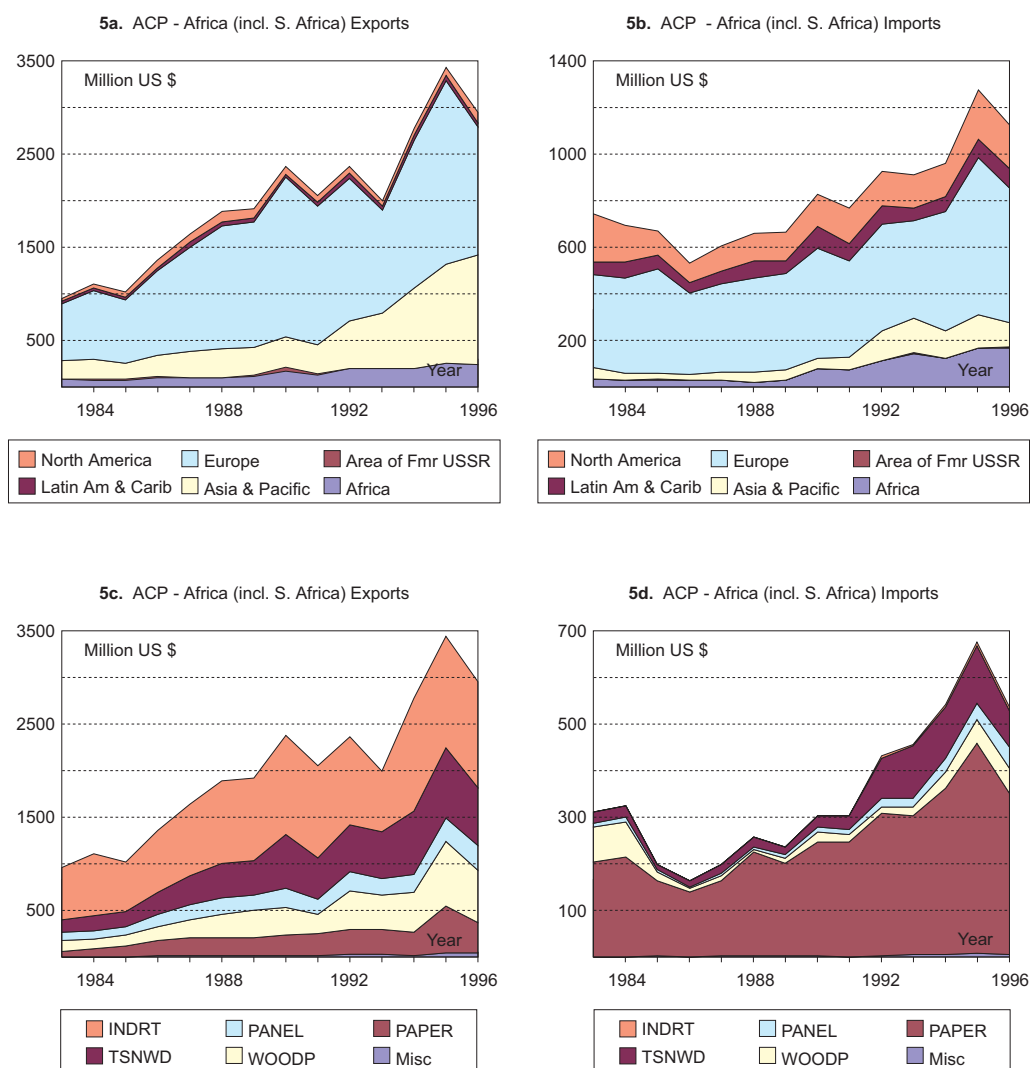 5a. ACP - Africa (incl. S. Africa) Exports
3500
Million US $
2500
1500
500
Year
1984
1988
1992
1996
North America
Europe
Area of Fmr USSR
Latin Am & Carib
Asia & Pacific
Africa
5b. ACP - Africa (incl. S. Africa) Imports
1400
Million US $
1000
600
200
Year
1984
1988
1992
1996
North America
Europe
Area of Fmr USSR
Latin Am & Carib
Asia & Pacific
Africa
5c. ACP - Africa (incl. S. Africa) Exports
3500
Million US $
2500
1500
500
Year
1984
1988
1992
1996
INDRT
PANEL
PAPER
TSNWD
WOODP
Misc
5d. ACP - Africa (incl. S. Africa) Imports
700
Million US $
500
300
100
Year
1984
1988
1992
1996
INDRT
PANEL
PAPER
TSNWD
WOODP
Misc